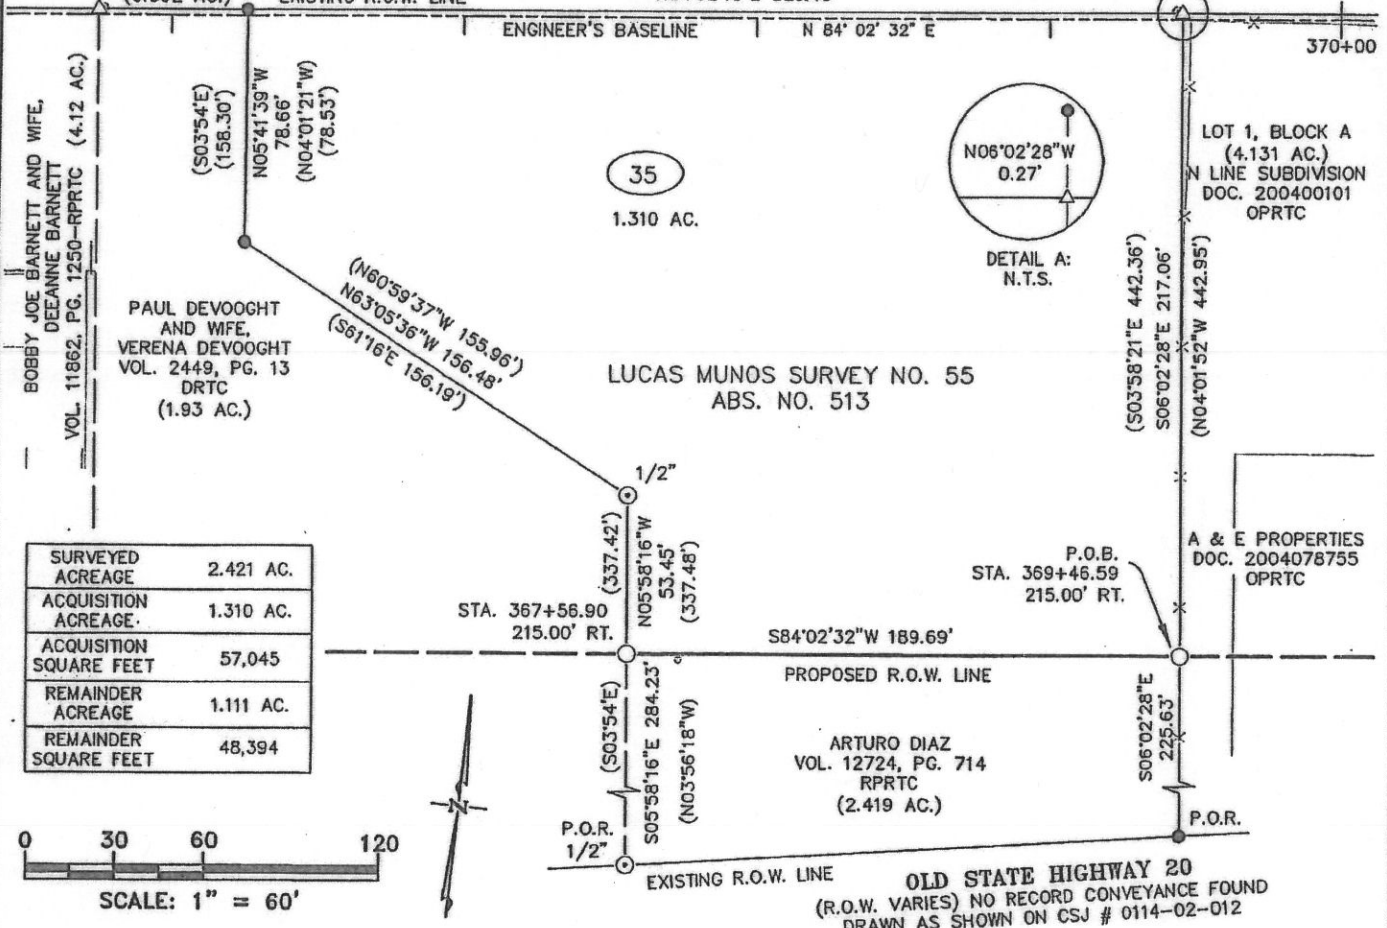 EXISTING R.O.W. LINE
ENGINEER'S BASELINE
N 84° 02' 32" E
370+00
BOBBY JOE BARNETT AND WIFE,
DEEANNE BARNETT
VOL. 11862, PG. 1250-RPRTC (4.12 AC.)
(S03°54'E)
(158.30')
N05°41'39"W
78.66'
(N04°01'21"W)
(78.53')
35
1.310 AC.
N06°02'28"W
0.27'
DETAIL A:
N.T.S.
LOT 1, BLOCK A
(4.131 AC.)
N LINE SUBDIVISION
DOC. 200400101
OPRTC
(S03°58'21"E 442.36')
S06°02'28"E 217.06'
(N04°01'52"W 442.95')
PAUL DEVOOGHT
AND WIFE,
VERENA DEVOOGHT
VOL. 2449, PG. 13
DRTC
(1.93 AC.)
(N60°59'37"W 155.96')
N63°05'36"W 156.48'
(S61°16'E 156.19')
LUCAS MUNOS SURVEY NO. 55
ABS. NO. 513
1/2"
(337.42')
N05°58'16"W
53.45'
(337.48')
A & E PROPERTIES
DOC. 2004078755
OPRTC
P.O.B.
STA. 369+46.59
215.00' RT.
STA. 367+56.90
215.00' RT.
S84°02'32"W 189.69'
PROPOSED R.O.W. LINE
SURVEYED
ACREAGE
2.421 AC.
ACQUISITION
ACREAGE
1.310 AC.
ACQUISITION
SQUARE FEET
57,045
REMAINDER
ACREAGE
1.111 AC.
REMAINDER
SQUARE FEET
48,394
(S03°54'E)
S05°58'16"E 284.23'
(N03°56'18"W)
ARTURO DIAZ
VOL. 12724, PG. 714
RPRTC
(2.419 AC.)
S06°02'28"E
225.63'
N
P.O.R.
1/2"
P.O.R.
EXISTING R.O.W. LINE
OLD STATE HIGHWAY 20
(R.O.W. VARIES) NO RECORD CONVEYANCE FOUND
DRAWN AS SHOWN ON CSJ # 0114-02-012
0 30 60 120
SCALE: 1" = 60'